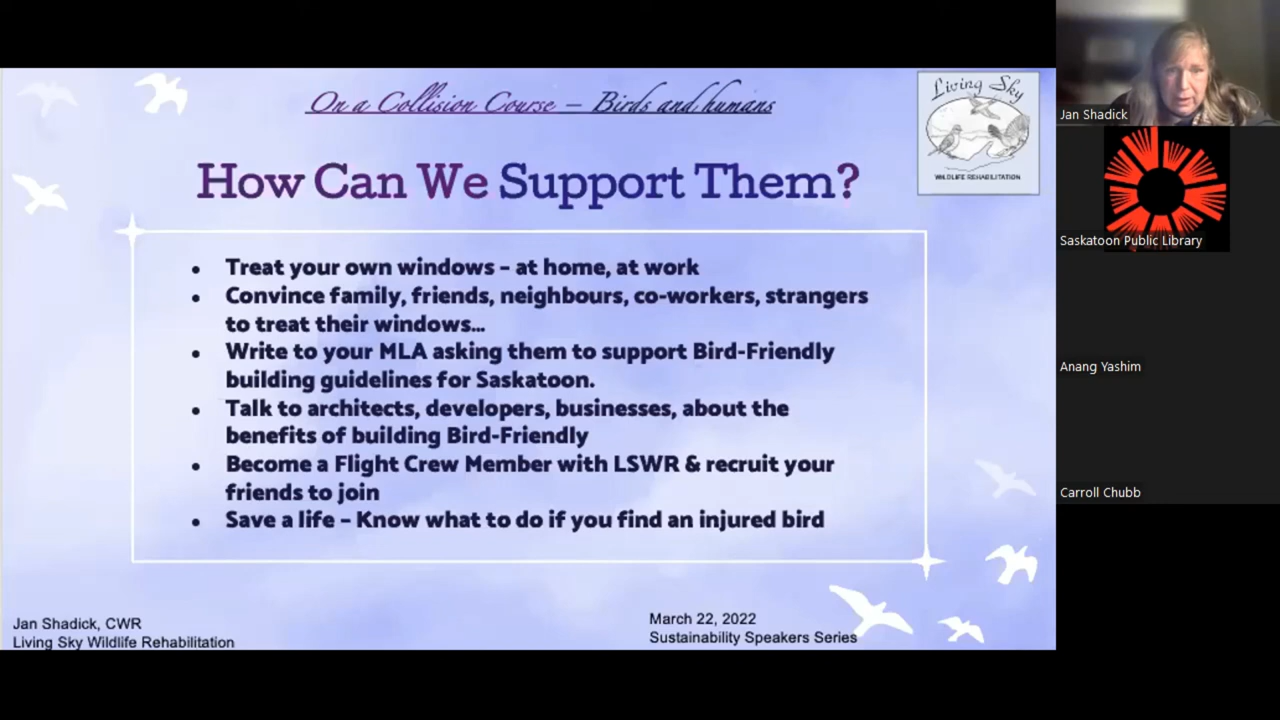 On a Collision Course – Birds and humans
Living Sky
WILDLIFE REHABILITATION
How Can We Support Them?
• Treat your own windows – at home, at work
• Convince family, friends, neighbours, co-workers, strangers
to treat their windows...
• Write to your MLA asking them to support Bird-Friendly
building guidelines for Saskatoon.
• Talk to architects, developers, businesses, about the
benefits of building Bird-Friendly
• Become a Flight Crew Member with LSWR & recruit your
friends to join
• Save a life – Know what to do if you find an injured bird
Jan Shadick, CWR
Living Sky Wildlife Rehabilitation
March 22, 2022
Sustainability Speakers Series
Jan Shadick
Saskatoon Public Library
Anang Yashim
Carroll Chubb